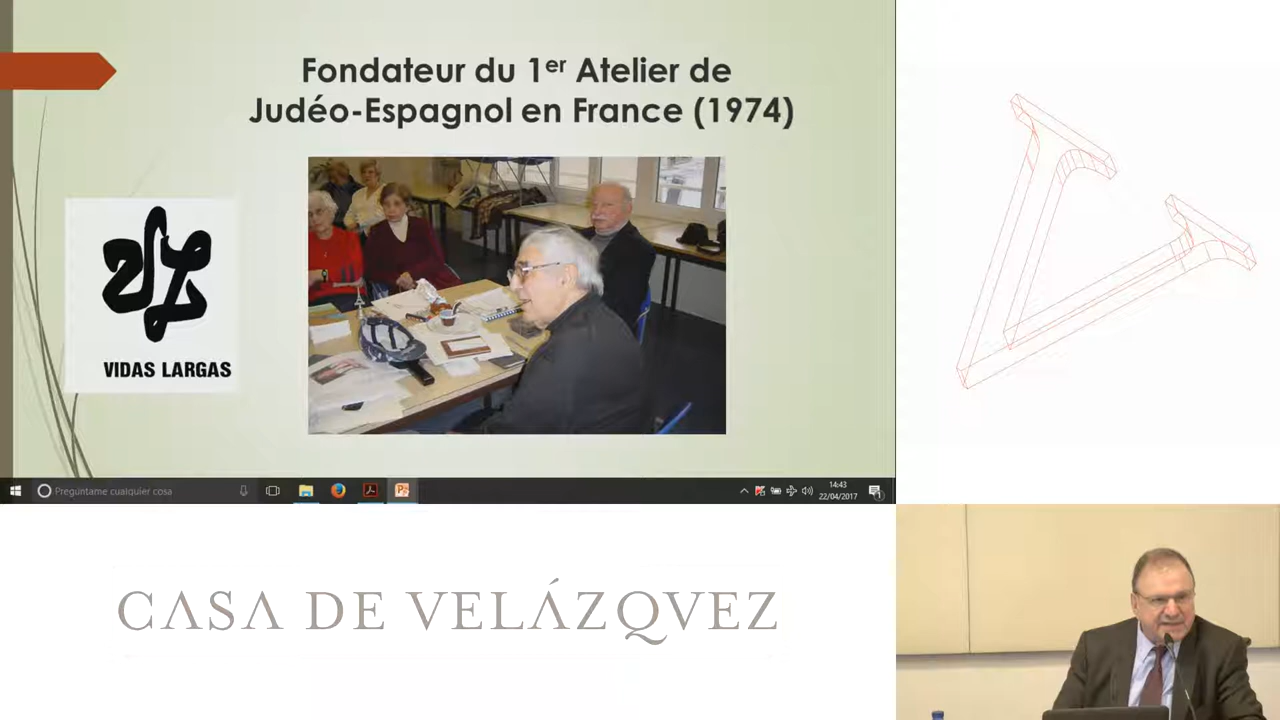 Fondateur du 1er Atelier de
Judéo-Espagnol en France (1974)
VIDAS LARGAS
Pregúntame cualquier cosa
14:43
22/04/2017
CASA DE VELÁZQVEZ